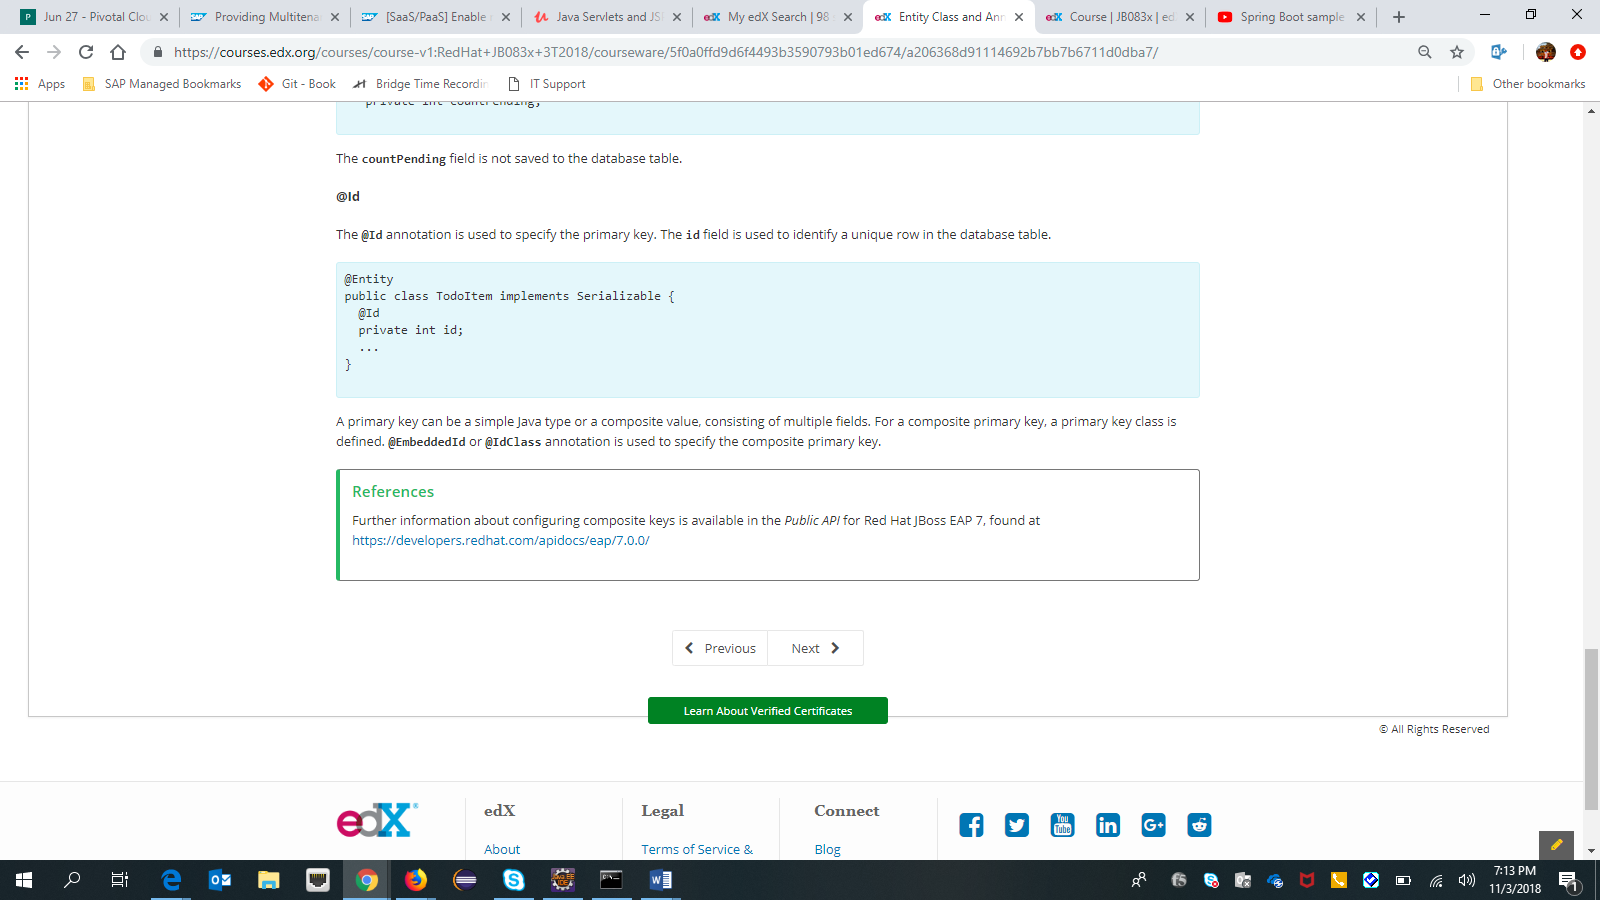 Jun 27 - Pivotal Clou
Providing Multitena
[SaaS/PaaS] Enable
Java Servlets and JSI
My edX Search | 98
Entity Class and Ann
Course | JB083x | ed
Spring Boot sample
https://courses.edx.org/courses/course-v1:RedHat+JB083x+3T2018/courseware/5f0a0ffd9d6f4493b3590793b01ed674/a206368d91114692b7bb7b6711d0dba7/
Apps
SAP Managed Bookmarks
Git - Book
Bridge Time Recordin
IT Support
Other bookmarks
private int countPending;
The countPending field is not saved to the database table.
@Id
The @Id annotation is used to specify the primary key. The id field is used to identify a unique row in the database table.
@Entity
public class TodoItem implements Serializable {
@Id
private int id;
...
}
A primary key can be a simple Java type or a composite value, consisting of multiple fields. For a composite primary key, a primary key class is
defined. @EmbeddedId or @IdClass annotation is used to specify the composite primary key.
References
Further information about configuring composite keys is available in the Public API for Red Hat JBoss EAP 7, found at
https://developers.redhat.com/apidocs/eap/7.0.0/
Previous
Next
Learn About Verified Certificates
© All Rights Reserved
edX
edX
Legal
Connect
About
Terms of Service &
Blog
7:13 PM
11/3/2018
1